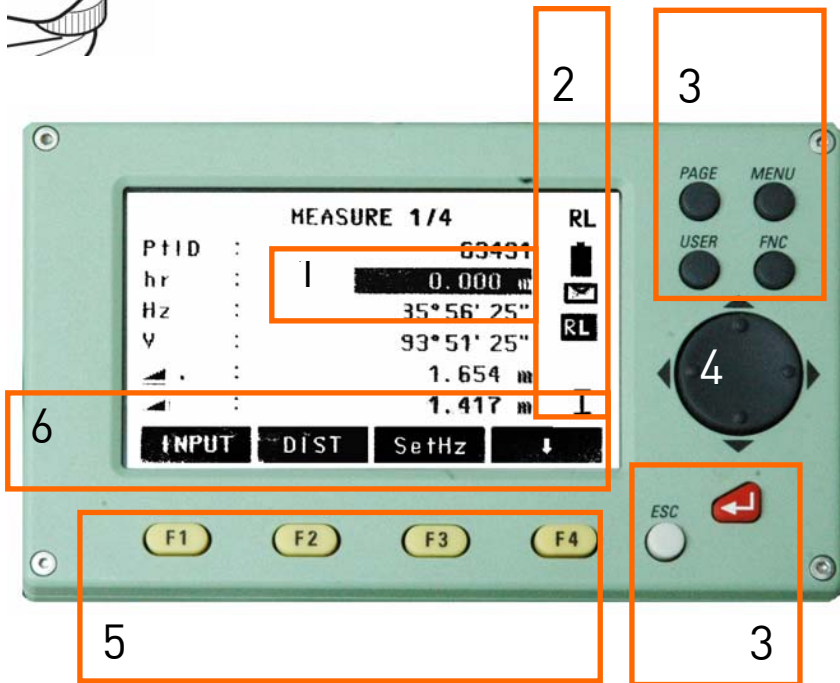 2
3
PAGE MENU
MEASURE 1/4 RL
PtID : 63431
USER FNC
hr : 1 0.000 m
Hz : 35°56' 25"
RL
V : 93°51' 25"
4
: 1.654 m
: 1.417 m
6
INPUT DIST SetHz
ESC
F1 F2 F3 F4
5
3